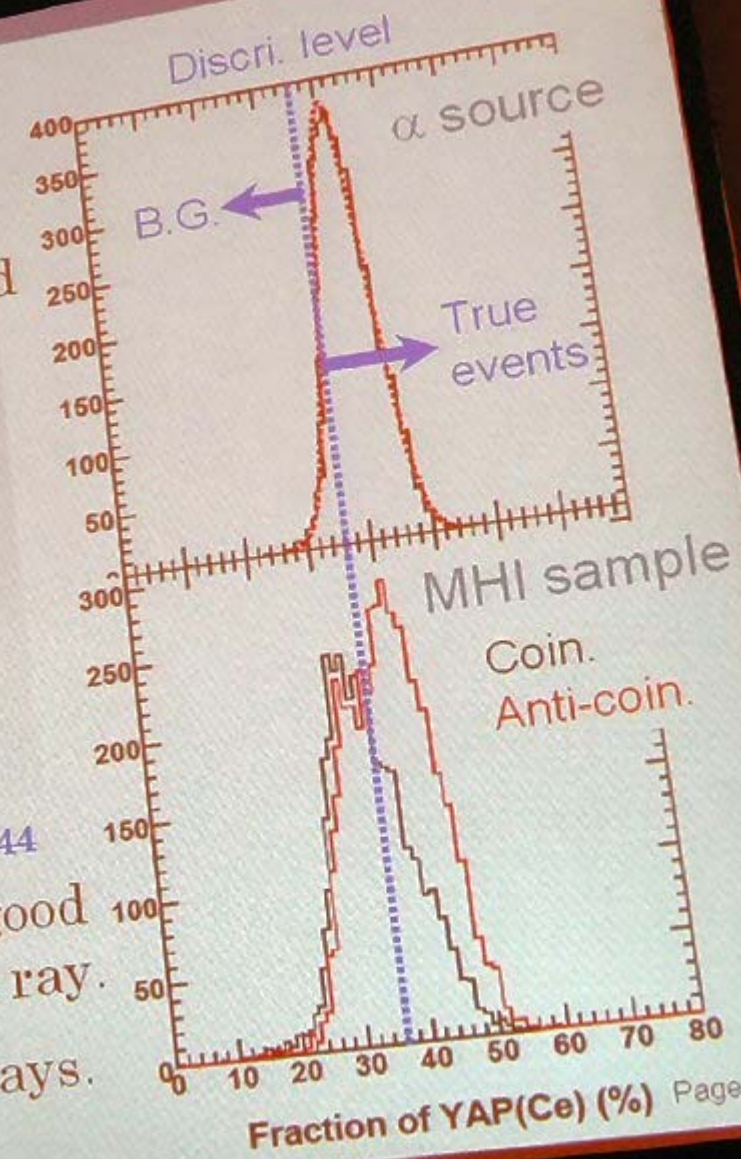 Discri. level
α source
400
350
300
250
200
150
100
50
B.G.
True
events
MHI sample
Coin.
Anti-coin.
300
250
200
150
100
50
0
0 10 20 30 40 50 60 70 80
Fraction of YAP(Ce) (%)
Page
d
44
good
ray.
ays.